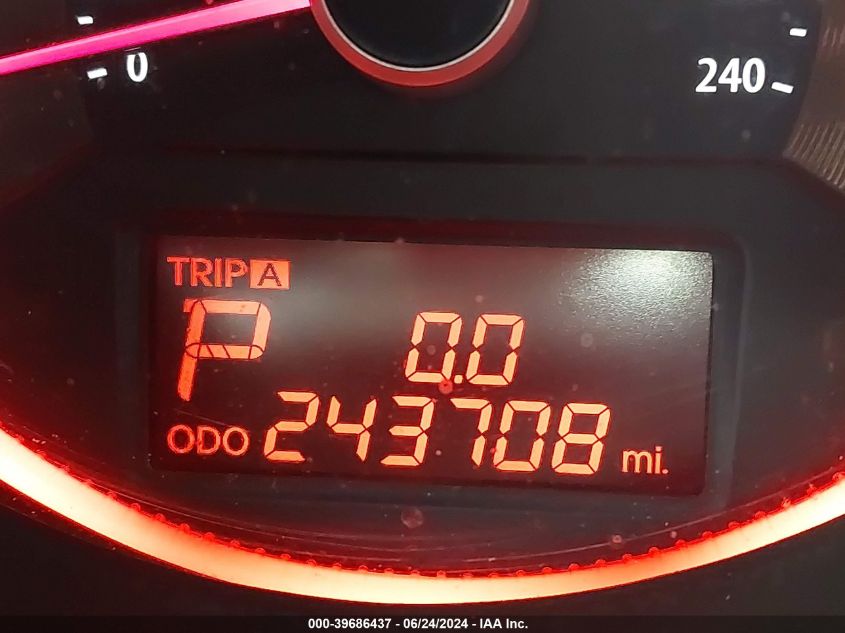 0
240
TRIP A
P 0.0
ODO 243708 mi.
000-39686437 - 06/24/2024 - IAA Inc.